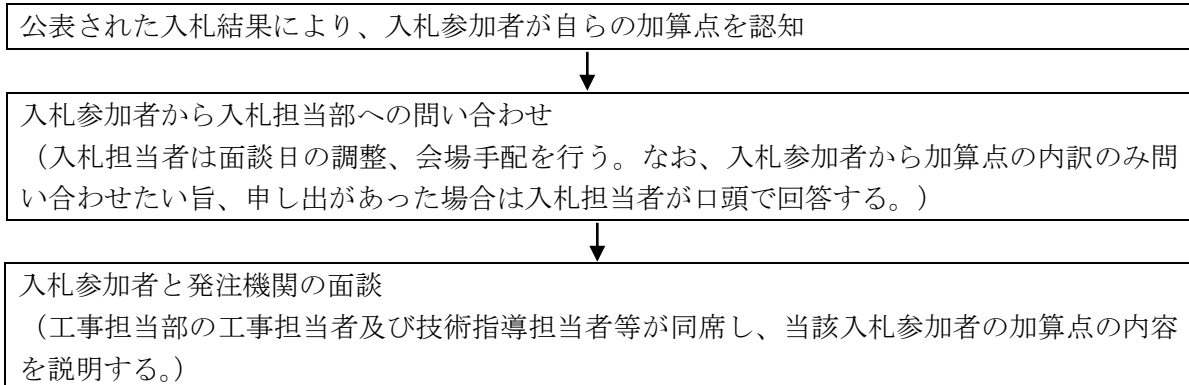 公表された入札結果により、入札参加者が自らの加算点を認知
入札参加者から入札担当部への問い合わせ
（入札担当者は面談日の調整、会場手配を行う。なお、入札参加者から加算点の内訳のみ問
い合わせたい旨、申し出があった場合は入札担当者が口頭で回答する。）
入札参加者と発注機関の面談
（工事担当部の工事担当者及び技術指導担当者等が同席し、当該入札参加者の加算点の内容
を説明する。）